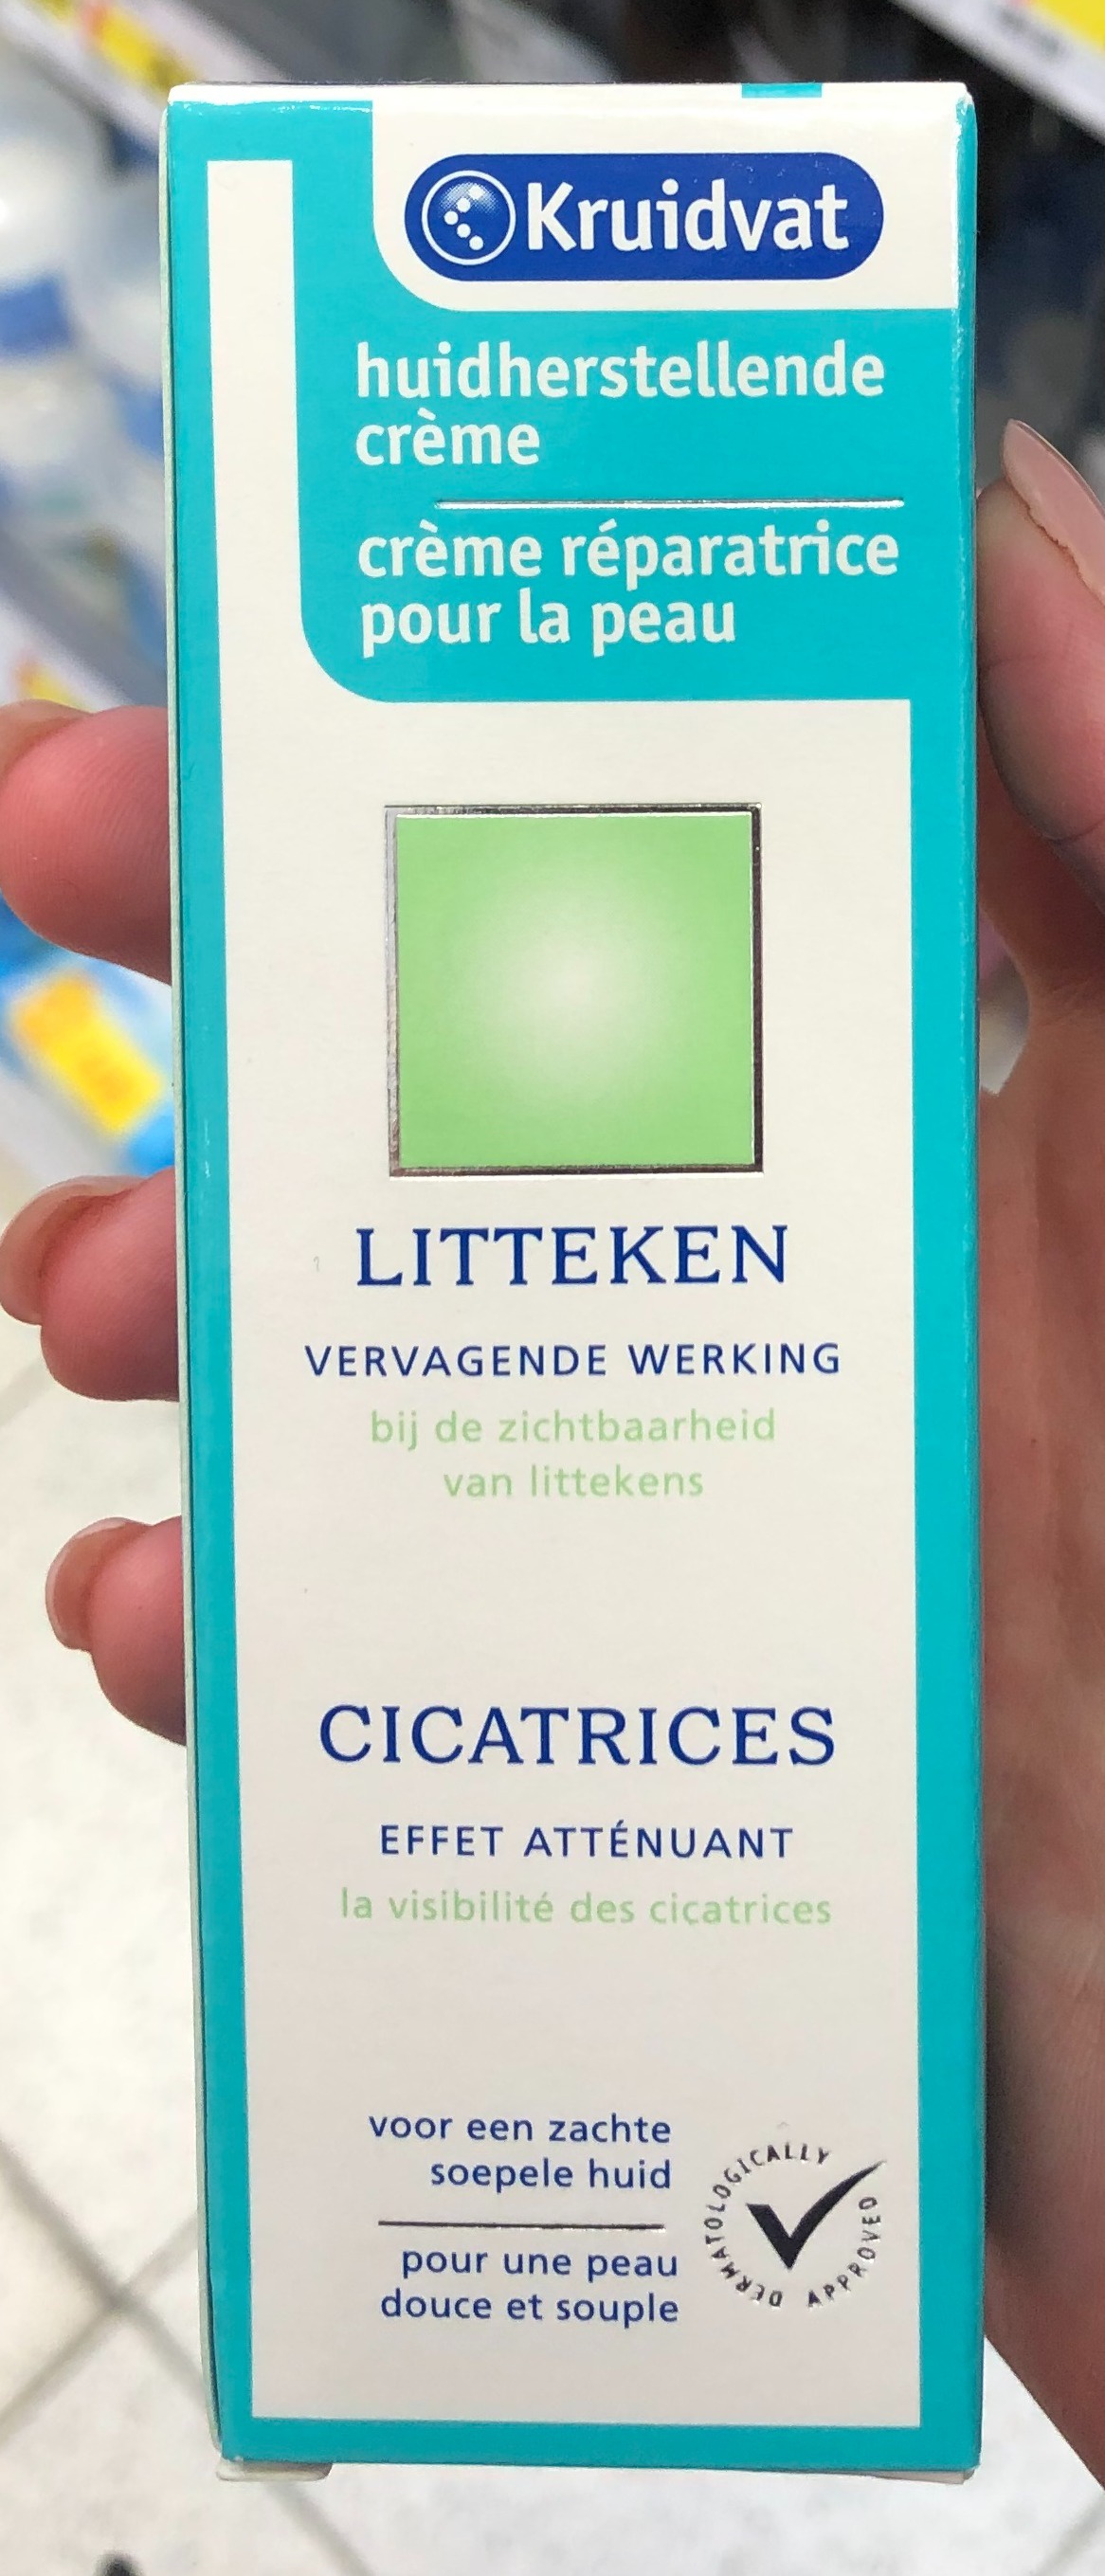 Kruidvat
huidherstellende
crème
crème réparatrice
pour la peau
LITTEKEN
VERVAGENDE WERKING
bij de zichtbaarheid
van littekens
CICATRICES
EFFET ATTÉNUANT
la visibilité des cicatrices
voor een zachte
soepele huid
pour une peau
douce et souple
DERMATOLOGICALLY APPROVED